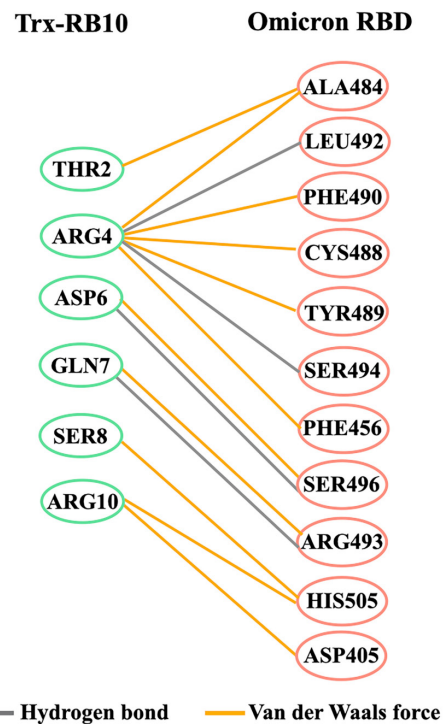 Trx-RB10
Omicron RBD
THR2
ARG4
ASP6
GLN7
SER8
ARG10
ALA484
LEU492
PHE490
CYS488
TYR489
SER494
PHE456
SER496
ARG493
HIS505
ASP405
Hydrogen bond
Van der Waals force